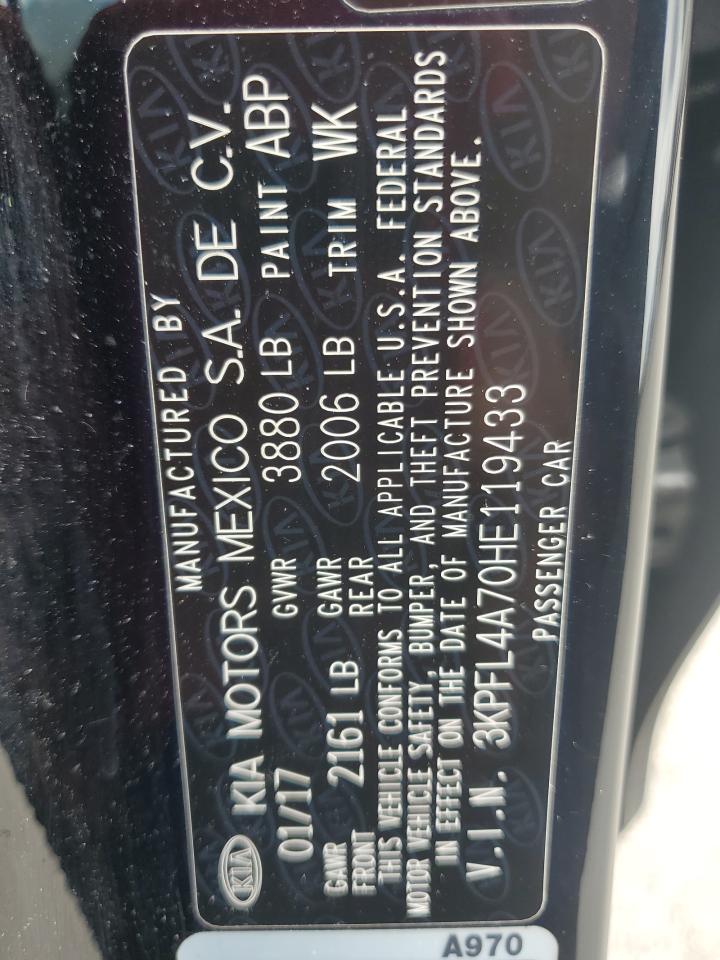 MANUFACTURED BY
KIA KIA MOTORS MEXICO S.A. DE C.V.
01/17 GVWR 3880 LB PAINT ABP
GAWR FRONT 2161 LB GAWR REAR 2006 LB TRIM WK
THIS VEHICLE CONFORMS TO ALL APPLICABLE U.S.A. FEDERAL
MOTOR VEHICLE SAFETY, BUMPER, AND THEFT PREVENTION STANDARDS
IN EFFECT ON THE DATE OF MANUFACTURE SHOWN ABOVE.
V.I.N. 3KPFL4A70HE119433
PASSENGER CAR
A970